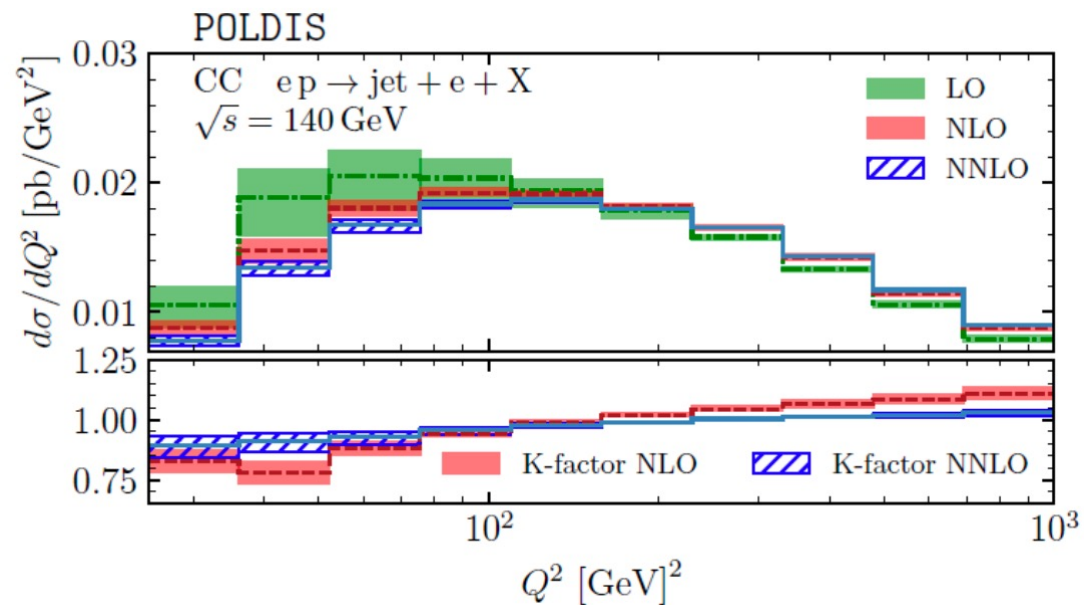 POLDIS
CC e p → jet + e + X
√s = 140 GeV
LO
NLO
NNLO
dσ/dQ² [pb/GeV²]
0.03
0.02
0.01
1.25
1.00
0.75
K-factor NLO
K-factor NNLO
10²
10³
Q² [GeV]²